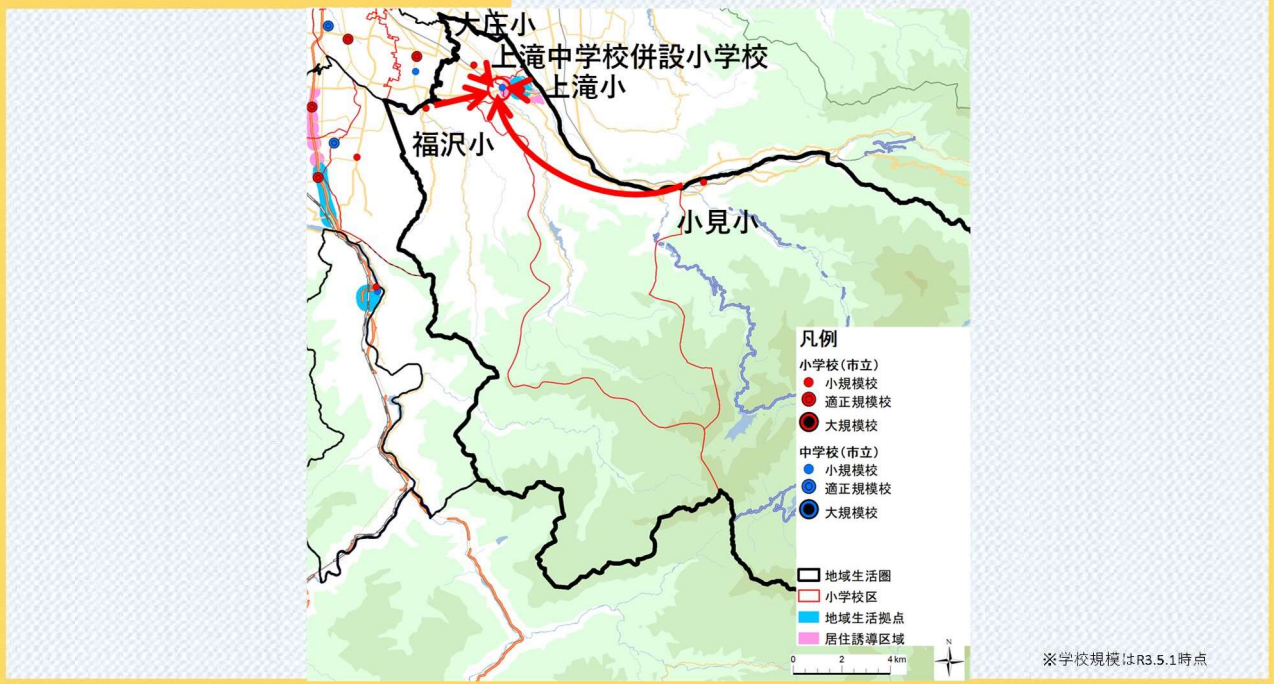 大庄小
上滝中学校併設小学校
上滝小
福沢小
小見小
凡例
小学校(市立)
小規模校
適正規模校
大規模校
中学校(市立)
小規模校
適正規模校
大規模校
地域生活圏
小学校区
地域生活拠点
居住誘導区域
N
0 2 4 km
※学校規模はR3.5.1時点